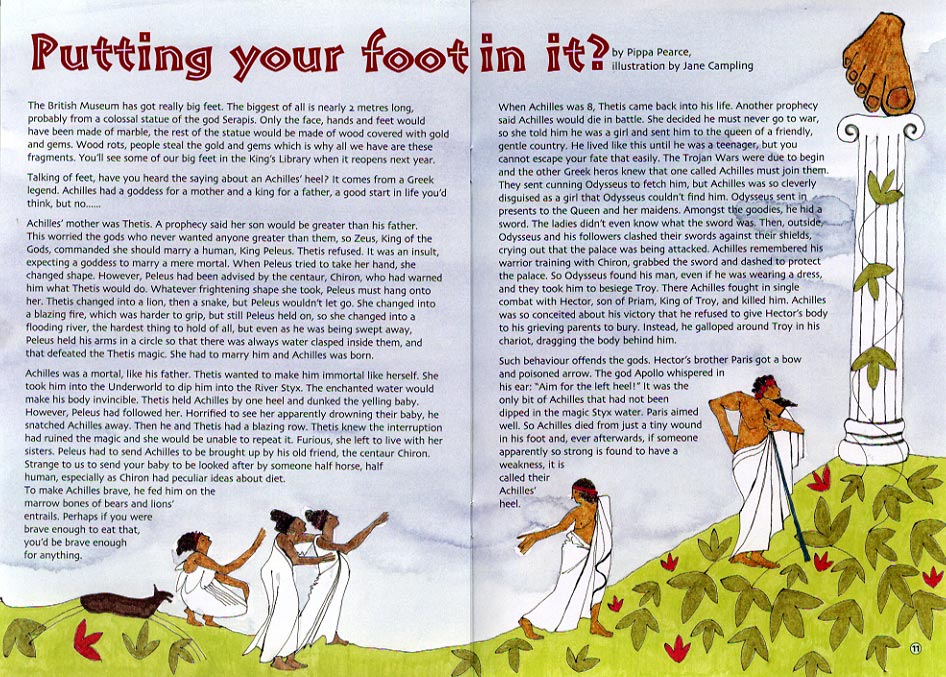 Putting your foot in it?
by Pippa Pearce,
illustration by Jane Campling
The British Museum has got really big feet. The biggest of all is nearly 2 metres long,
probably from a colossal statue of the god Serapis. Only the face, hands and feet would
have been made of marble, the rest of the statue would be made of wood covered with gold
and gems. Wood rots, people steal the gold and gems which is why all we have are these
fragments. You'll see some of our big feet in the King's Library when it reopens next year.
Talking of feet, have you heard the saying about an Achilles' heel? It comes from a Greek
legend. Achilles had a goddess for a mother and a king for a father, a good start in life you'd
think, but no......
Achilles' mother was Thetis. A prophecy said her son would be greater than his father.
This worried the gods who never wanted anyone greater than them, so Zeus, King of the
Gods, commanded she should marry a human, King Peleus. Thetis refused. It was an insult,
expecting a goddess to marry a mere mortal. When Peleus tried to take her hand, she
changed shape. However, Peleus had been advised by the centaur, Chiron, who had warned
him what Thetis would do. Whatever frightening shape she took, Peleus must hang onto
her. Thetis changed into a lion, then a snake, but Peleus wouldn't let go. She changed into
a blazing fire, which was harder to grip, but still Peleus held on, so she changed into a
flooding river, the hardest thing to hold of all, but even as he was being swept away,
Peleus held his arms in a circle so that there was always water clasped inside them, and
that defeated the Thetis magic. She had to marry him and Achilles was born.
Achilles was a mortal, like his father. Thetis wanted to make him immortal like herself. She
took him into the Underworld to dip him into the River Styx. The enchanted water would
make his body invincible. Thetis held Achilles by one heel and dunked the yelling baby.
However, Peleus had followed her. Horrified to see her apparently drowning their baby, he
snatched Achilles away. Then he and Thetis had a blazing row. Thetis knew the interruption
had ruined the magic and she would be unable to repeat it. Furious, she left to live with her
sisters. Peleus had to send Achilles to be brought up by his old friend, the centaur Chiron.
Strange to us to send your baby to be looked after by someone half horse, half
human, especially as Chiron had peculiar ideas about diet.
To make Achilles brave, he fed him on the
marrow bones of bears and lions'
entrails. Perhaps if you were
brave enough to eat that,
you'd be brave enough
for anything.
When Achilles was 8, Thetis came back into his life. Another prophecy
said Achilles would die in battle. She decided he must never go to war,
so she told him he was a girl and sent him to the queen of a friendly,
gentle country. He lived like this until he was a teenager, but you
cannot escape your fate that easily. The Trojan Wars were due to begin
and the other Greek heros knew that one called Achilles must join them.
They sent cunning Odysseus to fetch him, but Achilles was so cleverly
disguised as a girl that Odysseus couldn't find him. Odysseus sent in
presents to the Queen and her maidens. Amongst the goodies, he hid a
sword. The ladies didn't even know what the sword was. Then, outside,
Odysseus and his followers clashed their swords against their shields,
crying out that the palace was being attacked. Achilles remembered his
warrior training with Chiron, grabbed the sword and dashed to protect
the palace. So Odysseus found his man, even if he was wearing a dress,
and they took him to besiege Troy. There Achilles fought in single
combat with Hector, son of Priam, King of Troy, and killed him. Achilles
was so conceited about his victory that he refused to give Hector's body
to his grieving parents to bury. Instead, he galloped around Troy in his
chariot, dragging the body behind him.
Such behaviour offends the gods. Hector's brother Paris got a bow
and poisoned arrow. The god Apollo whispered in
his ear: "Aim for the left heel!" It was the
only bit of Achilles that had not been
dipped in the magic Styx water. Paris aimed
well. So Achilles died from just a tiny wound
in his foot and, ever afterwards, if someone
apparently so strong is found to have a
weakness, it is
called their
Achilles'
heel.
11